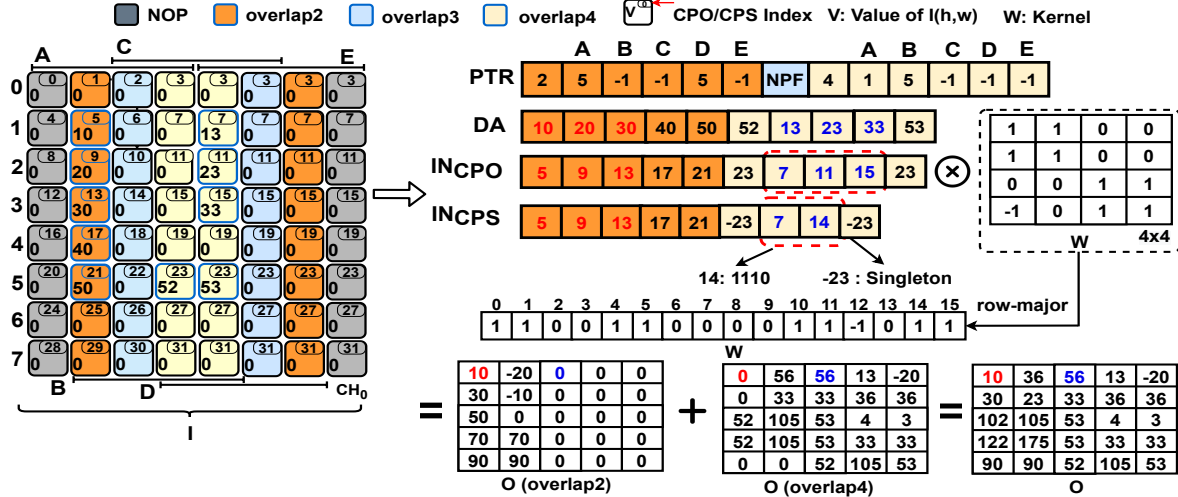 NOP overlap2 overlap3 overlap4 V 0 CPO/CPS Index V: Value of I(h,w) W: Kernel
A C E
0 1 2 3 3 3 3 3
0 0 0 0 0 0 0 0 0
4 5 6 7 7 7 7 7
1 0 10 0 0 13 0 0 0
8 9 10 11 11 11 11 11
2 0 20 0 0 23 0 0 0
12 13 14 15 15 15 15 15
3 0 30 0 0 33 0 0 0
16 17 18 19 19 19 19 19
4 0 40 0 0 0 0 0 0
20 21 22 23 23 23 23 23
5 0 50 0 52 53 0 0 0
24 25 26 27 27 27 27 27
6 0 0 0 0 0 0 0 0
28 29 30 31 31 31 31 31
7 0 0 0 0 0 0 0 0
B D CH0
I
A B C D E A B C D E
PTR 2 5 -1 -1 5 -1 NPF 4 1 5 -1 -1 -1
DA 10 20 30 40 50 52 13 23 33 53
INCPO 5 9 13 17 21 23 7 11 15 23
INCPS 5 9 13 17 21 -23 7 14 -23
14: 1110 -23 : Singleton
1 1 0 0
1 1 0 0
0 0 1 1
-1 0 1 1
W 4x4
row-major
0 1 2 3 4 5 6 7 8 9 10 11 12 13 14 15
1 1 0 0 1 1 0 0 0 0 1 1 -1 0 1 1
W
=
10 -20 0 0 0
30 -10 0 0 0
50 0 0 0 0
70 70 0 0 0
90 90 0 0 0
O (overlap2)
+
0 56 56 13 -20
0 33 33 36 36
52 105 53 4 3
52 105 53 33 33
0 0 52 105 53
O (overlap4)
=
10 36 56 13 -20
30 23 33 36 36
102 105 53 4 3
122 175 53 33 33
90 90 52 105 53
O